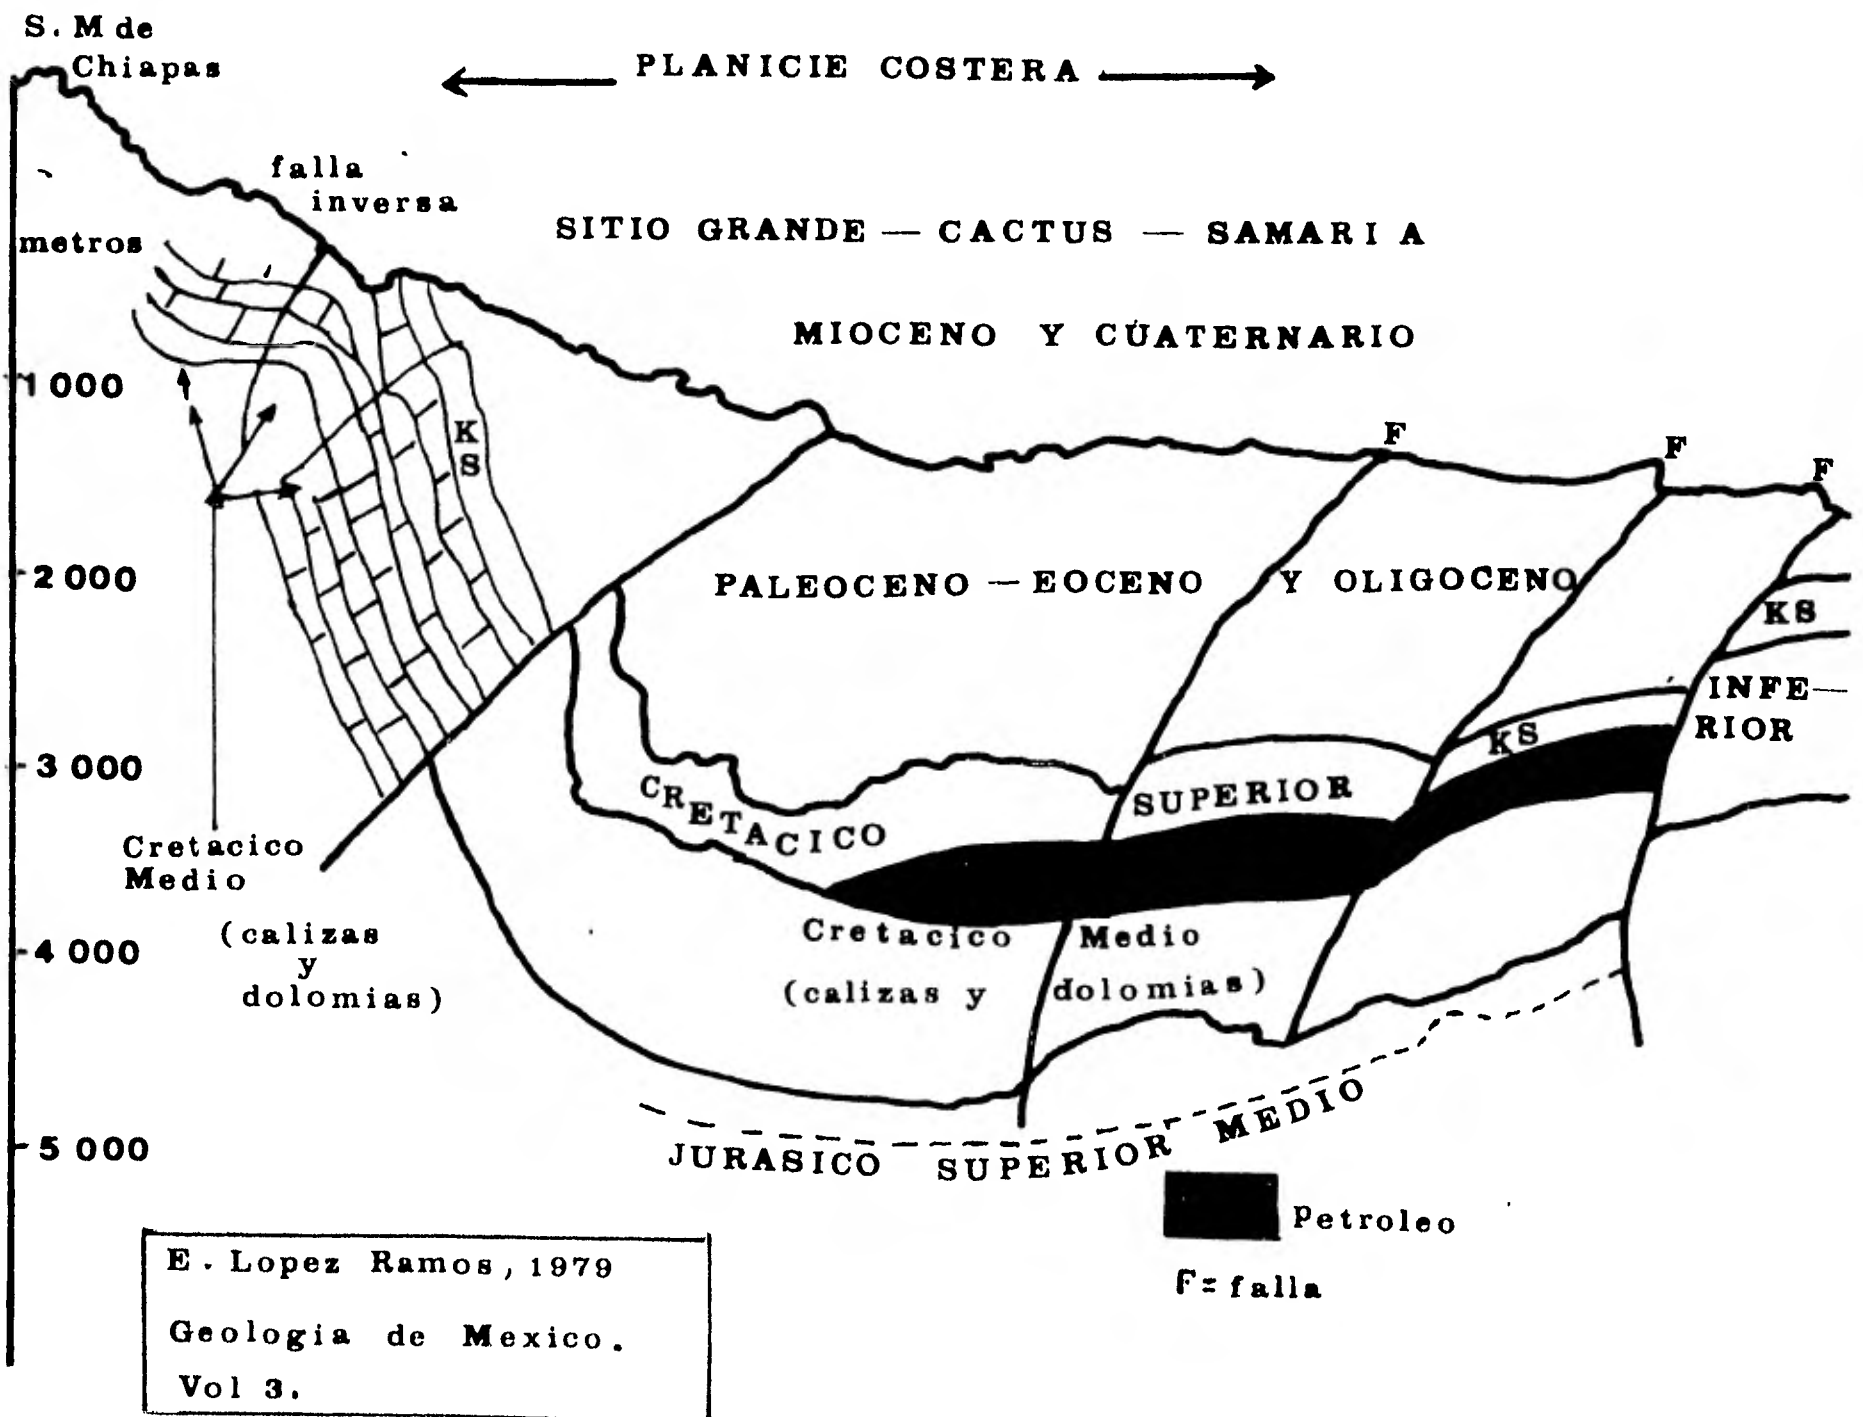 S. M de
Chiapas
PLANICIE COSTERA
falla
inversa
metros
SITIO GRANDE — CACTUS — SAMARIA
MIOCENO Y CUATERNARIO
1 000
K
S
F
F
F
2 000
PALEOCENO — EOCENO Y OLIGOCENO
KS
INFE—
RIOR
KS
3 000
CRETACICO
SUPERIOR
Cretacico
Medio
(calizas
y
dolomias)
4 000
Cretacico Medio
(calizas y dolomias)
5 000
JURASICO SUPERIOR MEDIO
Petroleo
F= falla
E. Lopez Ramos, 1979
Geologia de Mexico.
Vol 3.